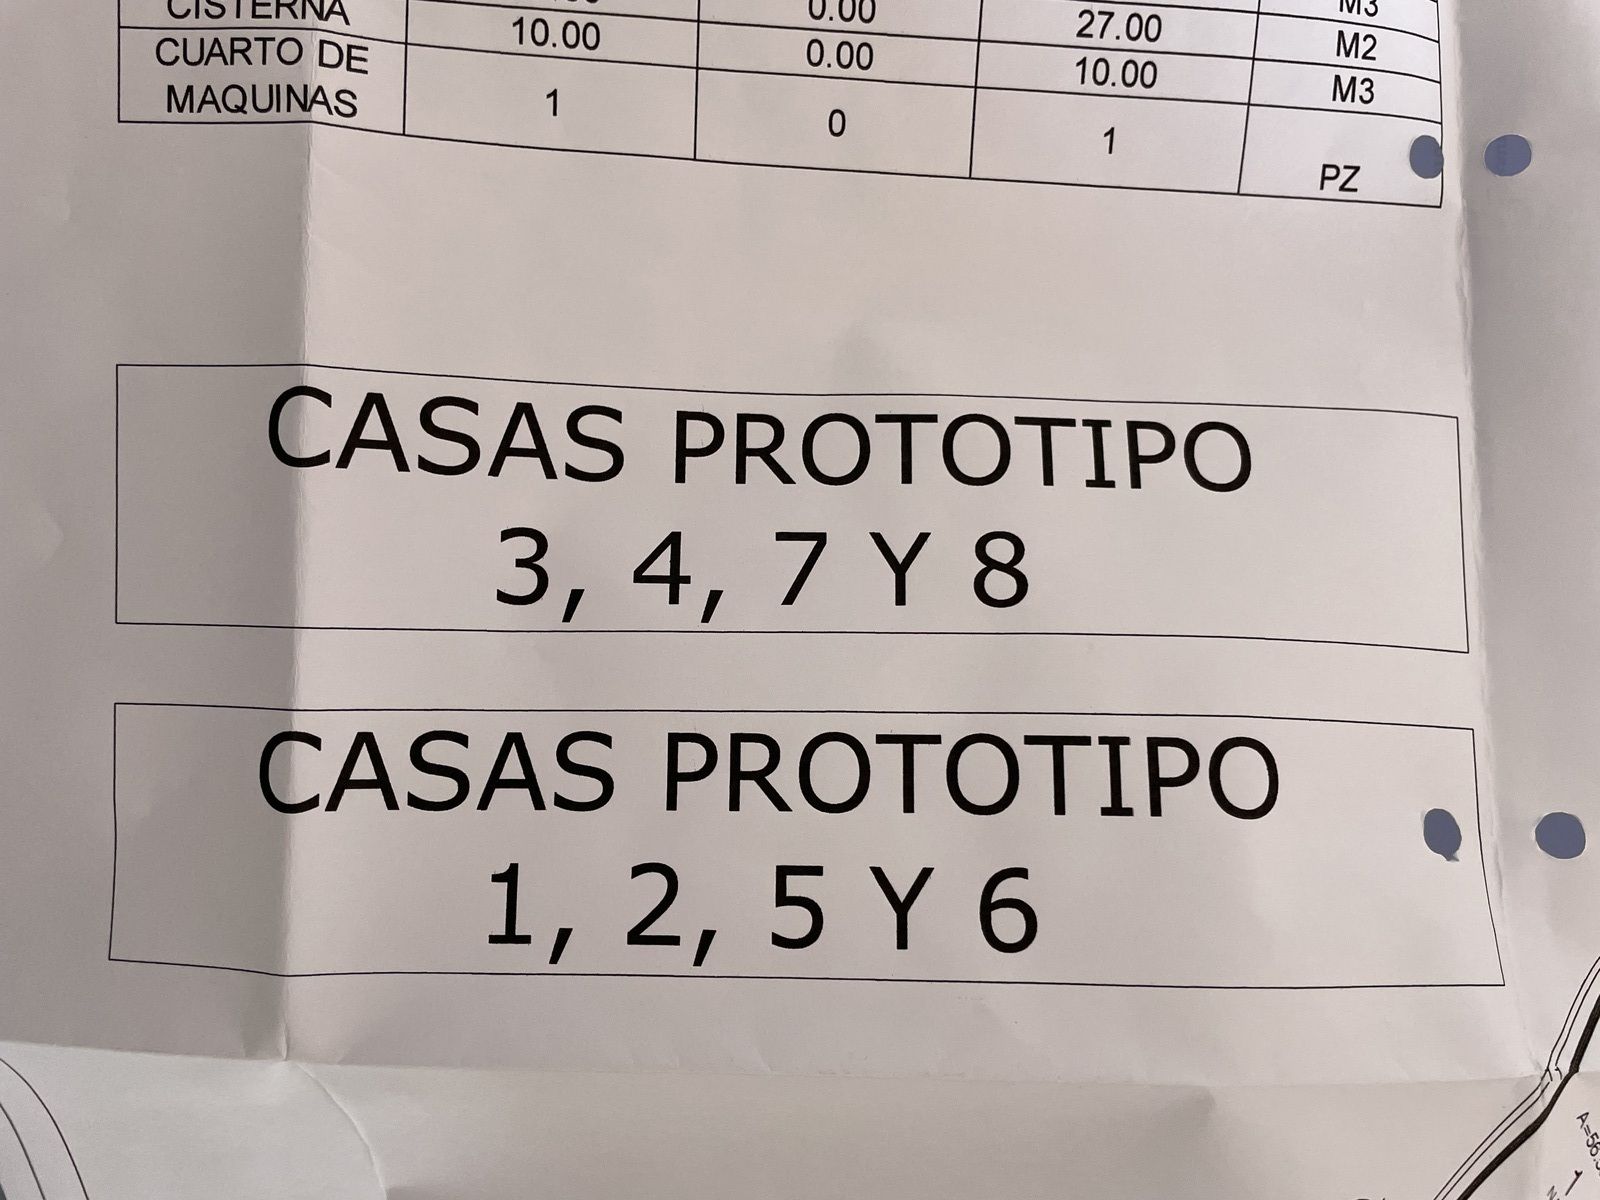 CISTERNA
0.00
27.00
M3
M2
CUARTO DE
MAQUINAS
10.00
0.00
10.00
M3
1
0
1
PZ
CASAS PROTOTIPO
3, 4, 7 Y 8
CASAS PROTOTIPO
1, 2, 5 Y 6